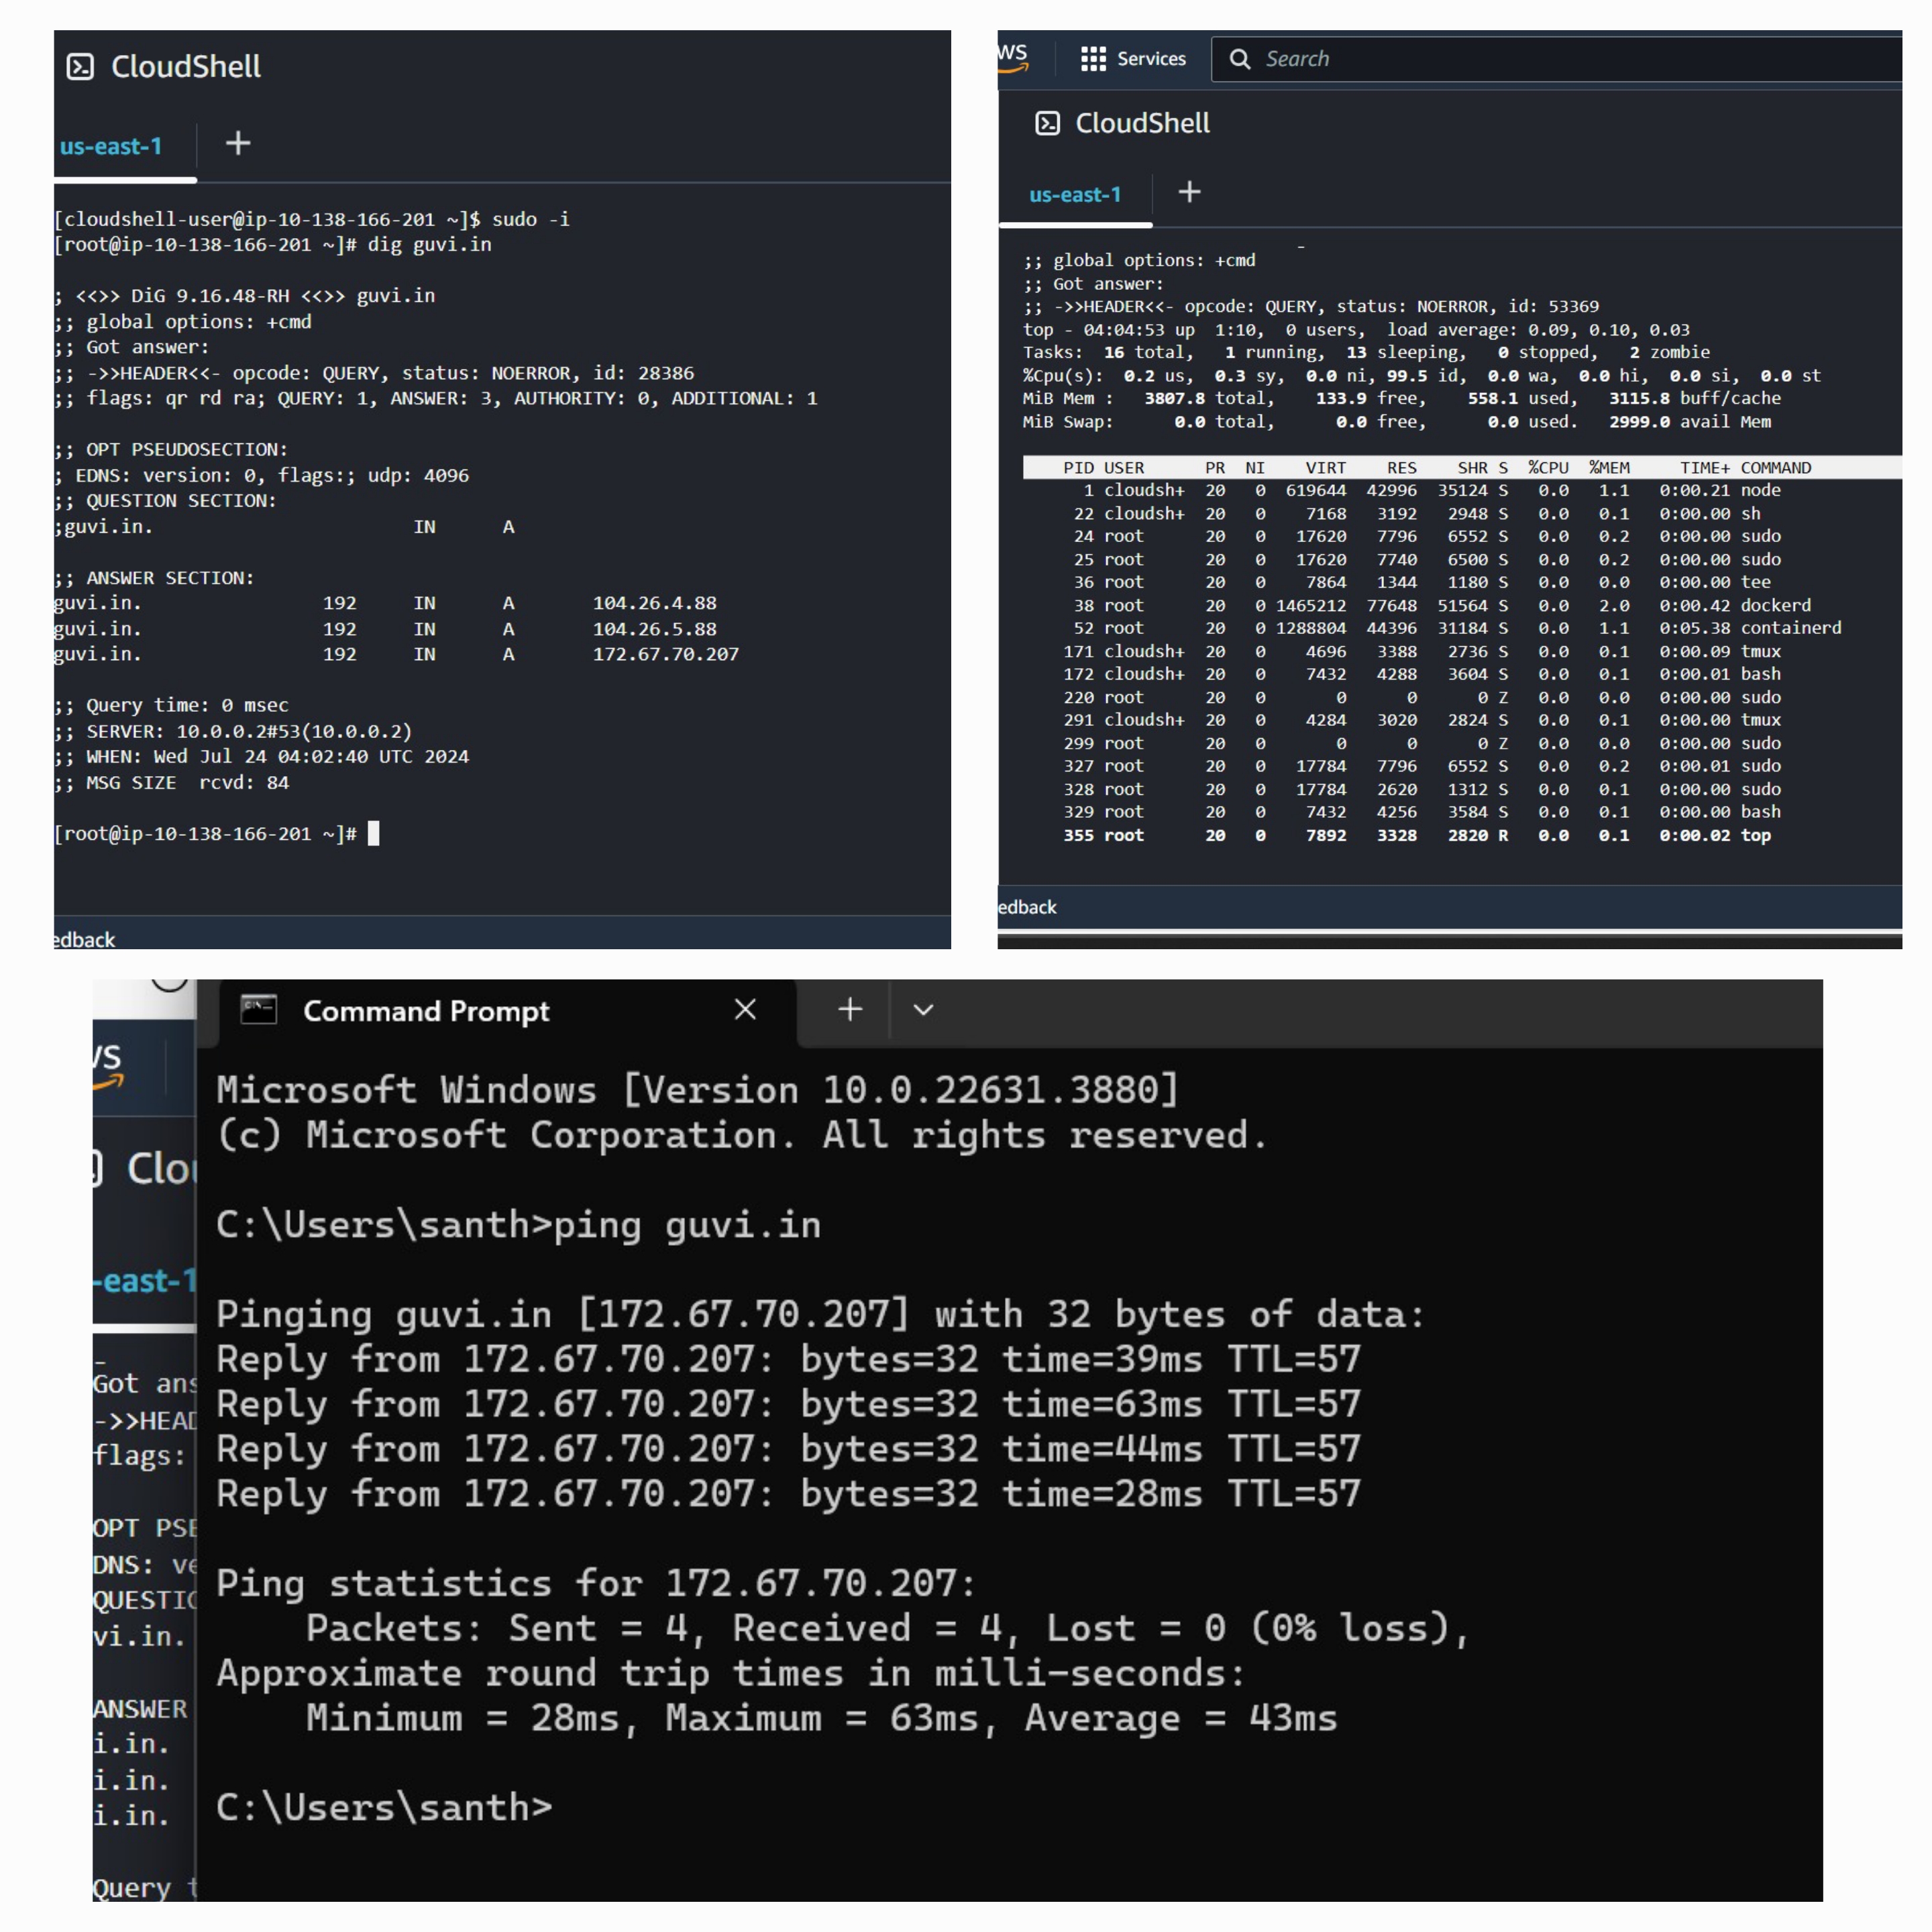 CloudShell
us-east-1 +
[cloudshell-user@ip-10-138-166-201 ~]$ sudo -i
[root@ip-10-138-166-201 ~]# dig guvi.in
; <<>> DiG 9.16.48-RH <<>> guvi.in
;; global options: +cmd
;; Got answer:
;; ->>HEADER<<- opcode: QUERY, status: NOERROR, id: 28386
;; flags: qr rd ra; QUERY: 1, ANSWER: 3, AUTHORITY: 0, ADDITIONAL: 1
;; OPT PSEUDOSECTION:
; EDNS: version: 0, flags:; udp: 4096
;; QUESTION SECTION:
;guvi.in. IN A
;; ANSWER SECTION:
guvi.in. 192 IN A 104.26.4.88
guvi.in. 192 IN A 104.26.5.88
guvi.in. 192 IN A 172.67.70.207
;; Query time: 0 msec
;; SERVER: 10.0.0.2#53(10.0.0.2)
;; WHEN: Wed Jul 24 04:02:40 UTC 2024
;; MSG SIZE rcvd: 84
[root@ip-10-138-166-201 ~]#
edback
ws Services Search
CloudShell
us-east-1 +
;; global options: +cmd
;; Got answer:
;; ->>HEADER<<- opcode: QUERY, status: NOERROR, id: 53369
top - 04:04:53 up 1:10, 0 users, load average: 0.09, 0.10, 0.03
Tasks: 16 total, 1 running, 13 sleeping, 0 stopped, 2 zombie
%Cpu(s): 0.2 us, 0.3 sy, 0.0 ni, 99.5 id, 0.0 wa, 0.0 hi, 0.0 si, 0.0 st
MiB Mem : 3807.8 total, 133.9 free, 558.1 used, 3115.8 buff/cache
MiB Swap: 0.0 total, 0.0 free, 0.0 used. 2999.0 avail Mem
PID USER PR NI VIRT RES SHR S %CPU %MEM TIME+ COMMAND
1 cloudsh+ 20 0 619644 42996 35124 S 0.0 1.1 0:00.21 node
22 cloudsh+ 20 0 7168 3192 2948 S 0.0 0.1 0:00.00 sh
24 root 20 0 17620 7796 6552 S 0.0 0.2 0:00.00 sudo
25 root 20 0 17620 7740 6500 S 0.0 0.2 0:00.00 sudo
36 root 20 0 7864 1344 1180 S 0.0 0.0 0:00.00 tee
38 root 20 0 1465212 77648 51564 S 0.0 2.0 0:00.42 dockerd
52 root 20 0 1288804 44396 31184 S 0.0 1.1 0:05.38 containerd
171 cloudsh+ 20 0 4696 3388 2736 S 0.0 0.1 0:00.09 tmux
172 cloudsh+ 20 0 7432 4288 3604 S 0.0 0.1 0:00.01 bash
220 root 20 0 0 0 0 Z 0.0 0.0 0:00.00 sudo
291 cloudsh+ 20 0 4284 3020 2824 S 0.0 0.1 0:00.00 tmux
299 root 20 0 0 0 0 Z 0.0 0.0 0:00.00 sudo
327 root 20 0 17784 7796 6552 S 0.0 0.2 0:00.01 sudo
328 root 20 0 17784 2620 1312 S 0.0 0.1 0:00.00 sudo
329 root 20 0 7432 4256 3584 S 0.0 0.1 0:00.00 bash
355 root 20 0 7892 3328 2820 R 0.0 0.1 0:00.02 top
edback
Command Prompt
Microsoft Windows [Version 10.0.22631.3880]
(c) Microsoft Corporation. All rights reserved.
C:\Users\santh>ping guvi.in
Pinging guvi.in [172.67.70.207] with 32 bytes of data:
Reply from 172.67.70.207: bytes=32 time=39ms TTL=57
Reply from 172.67.70.207: bytes=32 time=63ms TTL=57
Reply from 172.67.70.207: bytes=32 time=44ms TTL=57
Reply from 172.67.70.207: bytes=32 time=28ms TTL=57
Ping statistics for 172.67.70.207:
Packets: Sent = 4, Received = 4, Lost = 0 (0% loss),
Approximate round trip times in milli-seconds:
Minimum = 28ms, Maximum = 63ms, Average = 43ms
C:\Users\santh>
Clo
-east-1
Got ans
->>HEAD
flags:
OPT PSE
DNS: ve
QUESTIO
vi.in.
ANSWER
i.in.
i.in.
i.in.
Query t